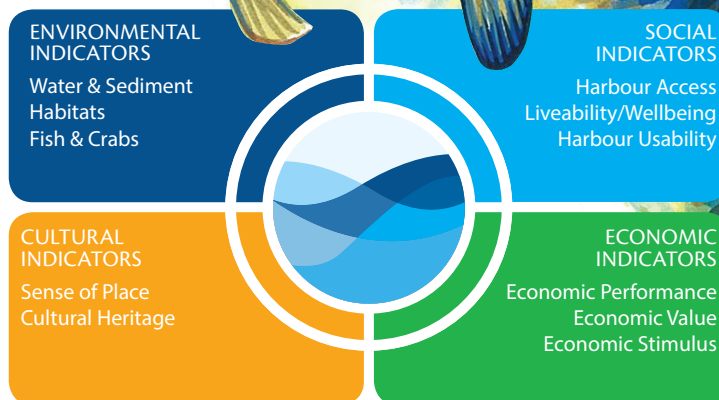 ENVIRONMENTAL
INDICATORS
Water & Sediment
Habitats
Fish & Crabs
SOCIAL
INDICATORS
Harbour Access
Liveability/Wellbeing
Harbour Usability
CULTURAL
INDICATORS
Sense of Place
Cultural Heritage
ECONOMIC
INDICATORS
Economic Performance
Economic Value
Economic Stimulus